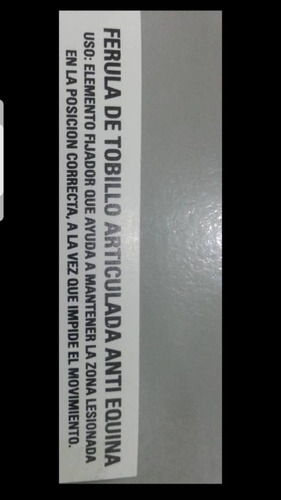 FERULA DE TOBILLO ARTICULADA ANTI EQUINA
USO: ELEMENTO FIJADOR QUE AYUDA A MANTENER LA ZONA LESIONADA
EN LA POSICION CORRECTA, A LA VEZ QUE IMPIDE EL MOVIMIENTO.